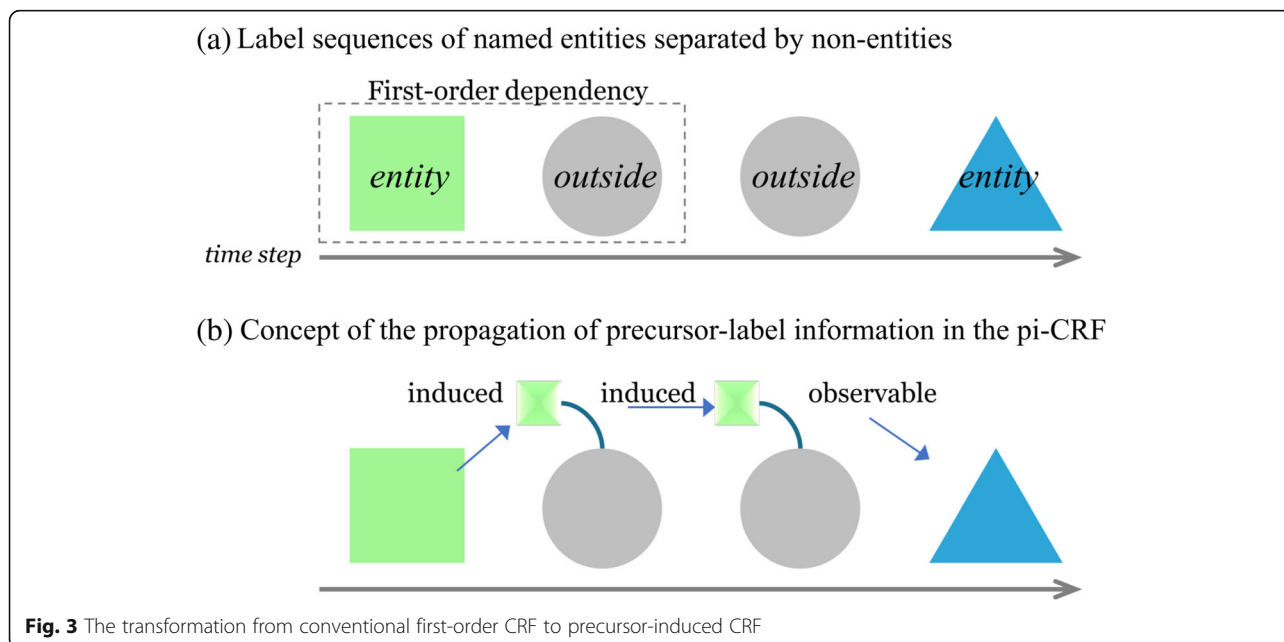 (a) Label sequences of named entities separated by non-entities
First-order dependency
entity outside outside entity
time step
(b) Concept of the propagation of precursor-label information in the pi-CRF
induced induced observable
Fig. 3 The transformation from conventional first-order CRF to precursor-induced CRF